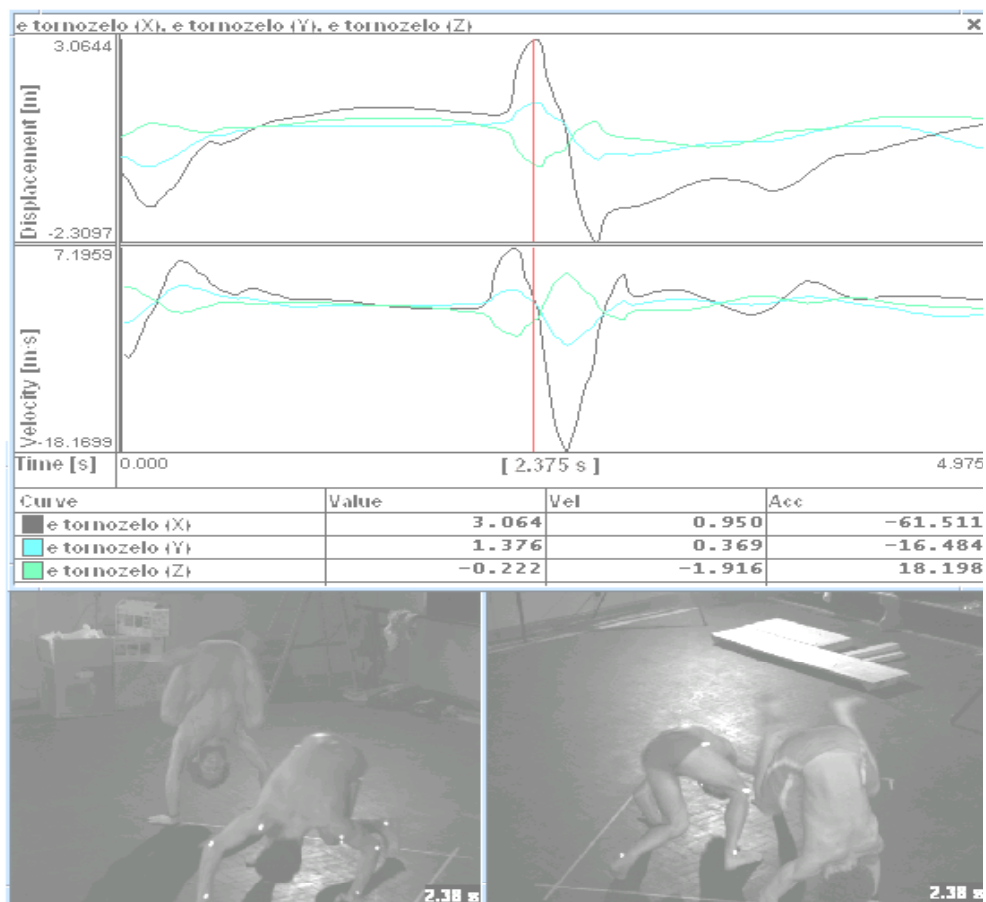 e tornozelo (X), e tornozelo (Y), e tornozelo (Z)
3.0644
Displacement [m]
-2.3097
7.1959
Velocity [m·s]
-18.1699
Time [s] 0.000 [ 2.375 s ] 4.975
Curve Value Vel Acc
e tornozelo (X) 3.064 0.950 -61.511
e tornozelo (Y) 1.376 0.369 -16.484
e tornozelo (Z) -0.222 -1.916 18.198
2.38 s 2.38 s